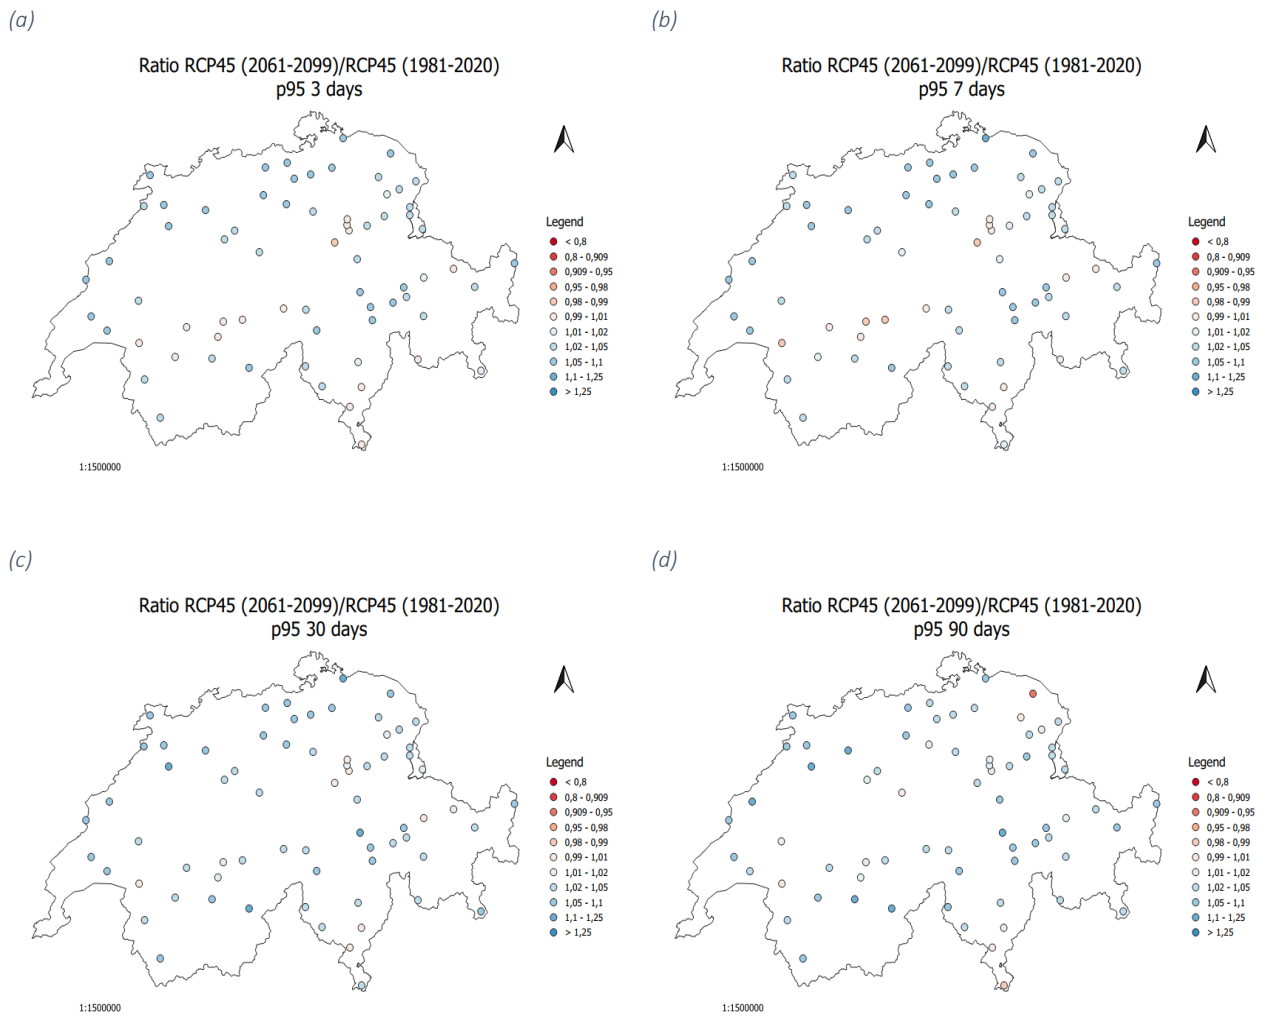 (a)
Ratio RCP45 (2061-2099)/RCP45 (1981-2020)
p95 3 days
Legend
< 0,8
0,8 - 0,909
0,909 - 0,95
0,95 - 0,98
0,98 - 0,99
0,99 - 1,01
1,01 - 1,02
1,02 - 1,05
1,05 - 1,1
1,1 - 1,25
> 1,25
1:1500000
(b)
Ratio RCP45 (2061-2099)/RCP45 (1981-2020)
p95 7 days
Legend
< 0,8
0,8 - 0,909
0,909 - 0,95
0,95 - 0,98
0,98 - 0,99
0,99 - 1,01
1,01 - 1,02
1,02 - 1,05
1,05 - 1,1
1,1 - 1,25
> 1,25
1:1500000
(c)
Ratio RCP45 (2061-2099)/RCP45 (1981-2020)
p95 30 days
Legend
< 0,8
0,8 - 0,909
0,909 - 0,95
0,95 - 0,98
0,98 - 0,99
0,99 - 1,01
1,01 - 1,02
1,02 - 1,05
1,05 - 1,1
1,1 - 1,25
> 1,25
1:1500000
(d)
Ratio RCP45 (2061-2099)/RCP45 (1981-2020)
p95 90 days
Legend
< 0,8
0,8 - 0,909
0,909 - 0,95
0,95 - 0,98
0,98 - 0,99
0,99 - 1,01
1,01 - 1,02
1,02 - 1,05
1,05 - 1,1
1,1 - 1,25
> 1,25
1:1500000